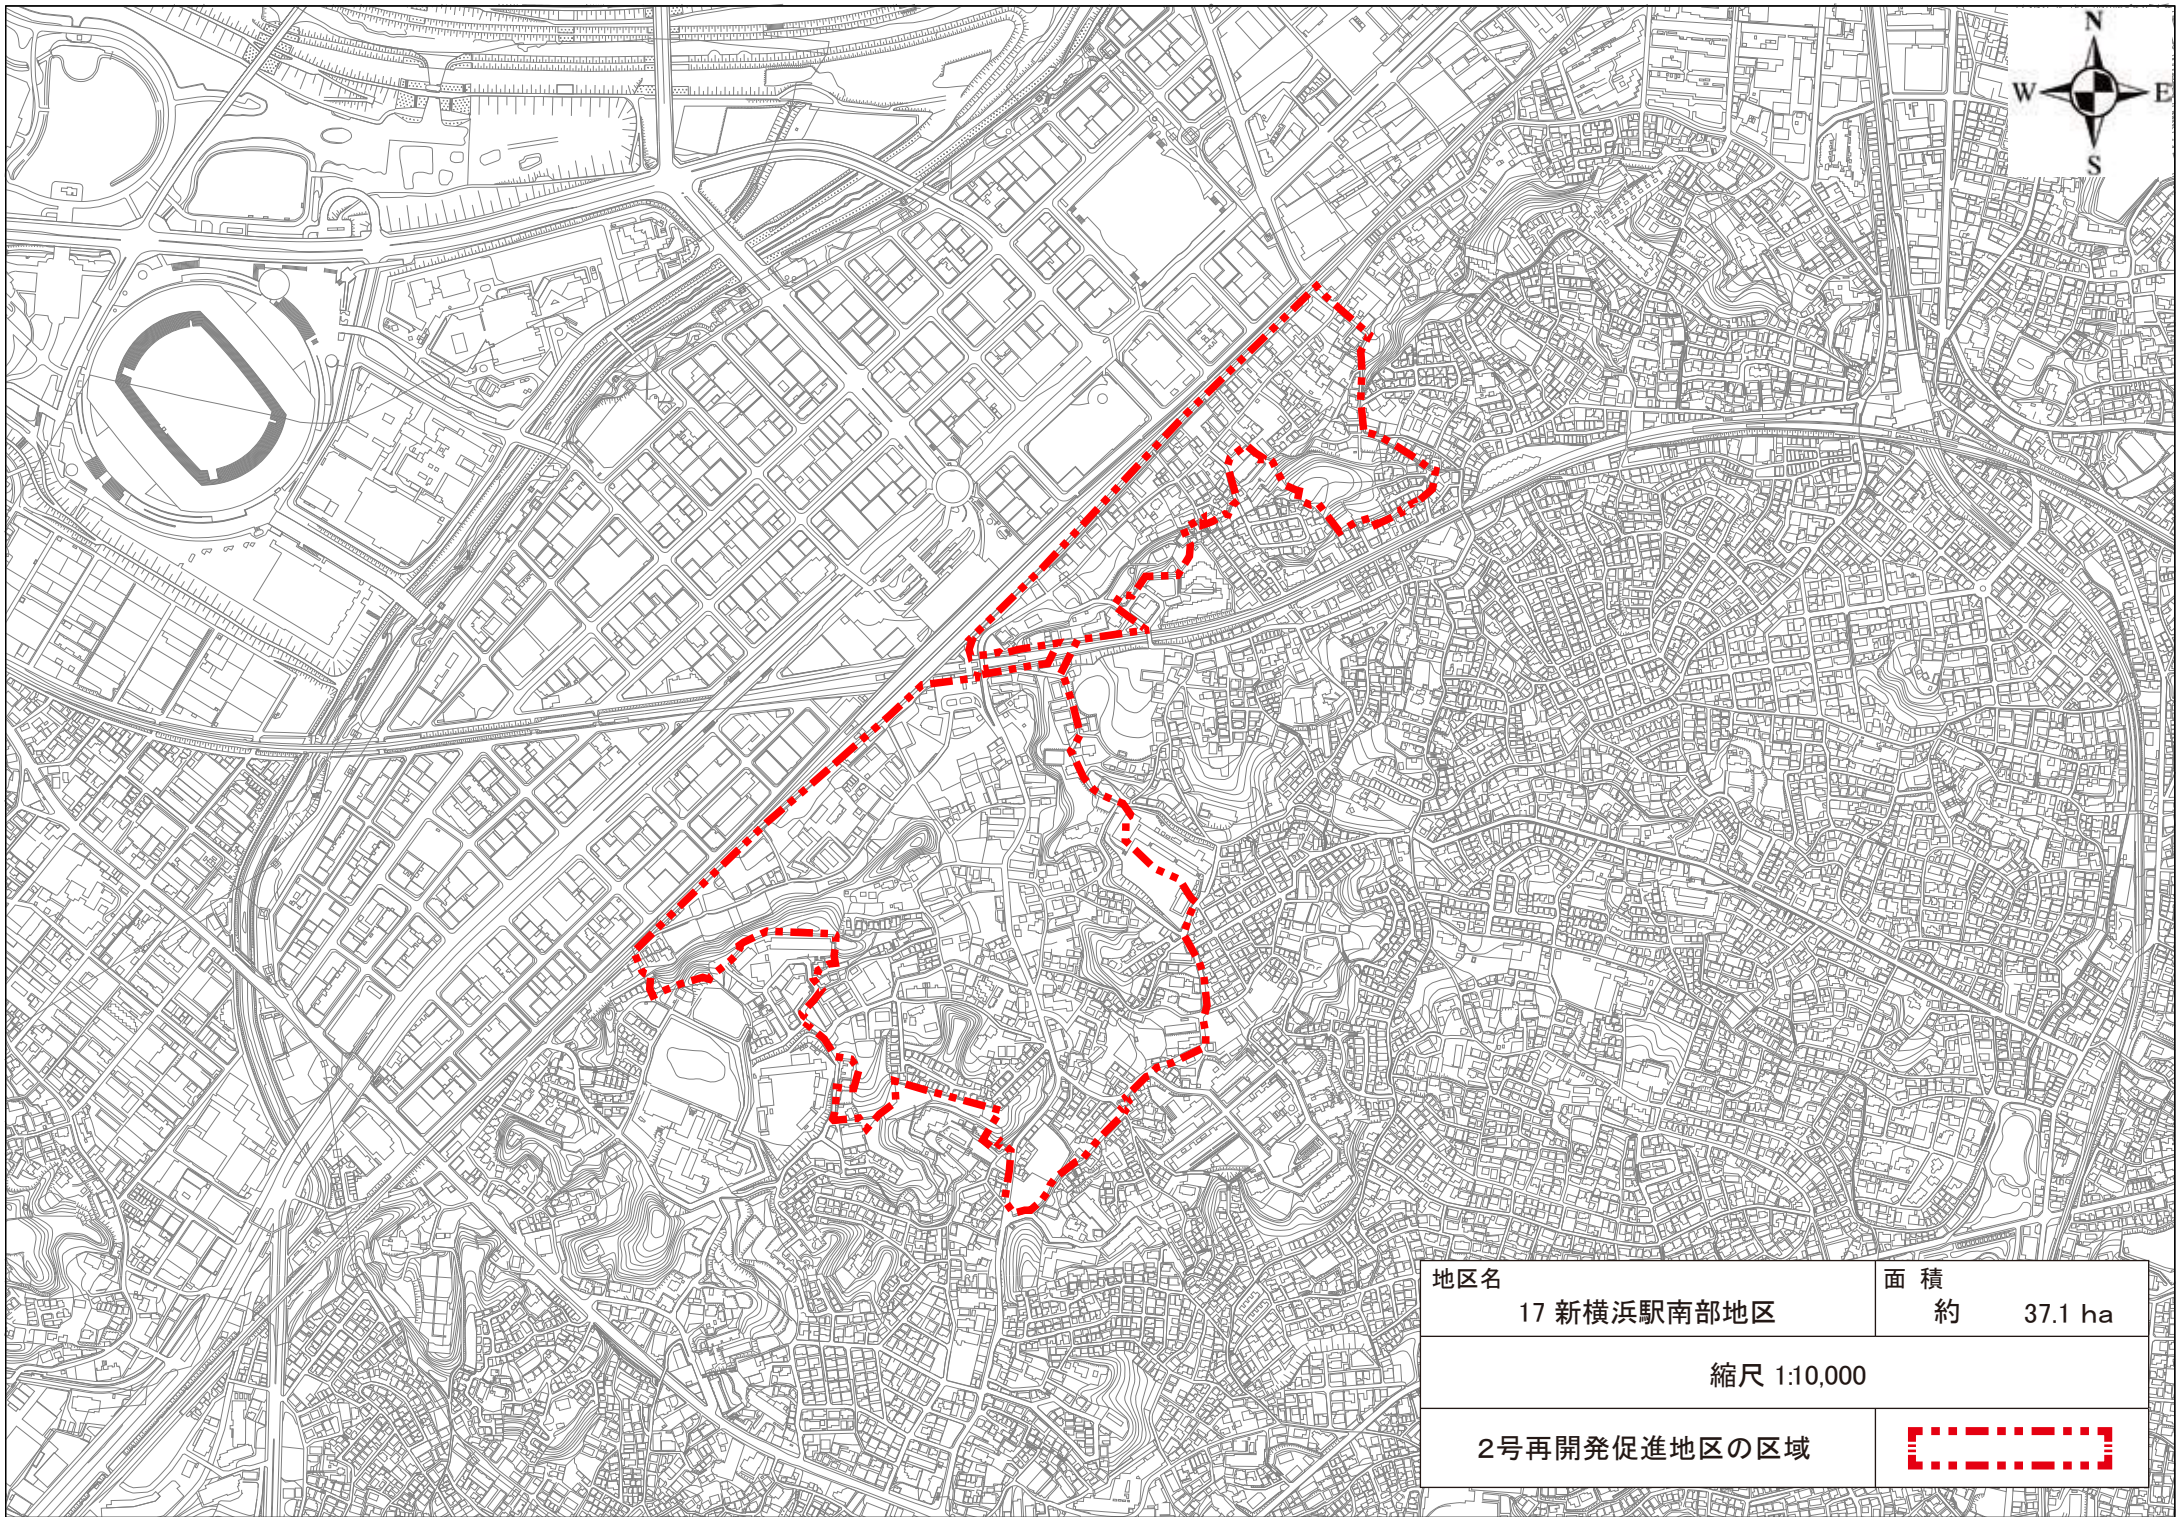 N
W E
S
地区名
17 新横浜駅南部地区
面 積
約 37.1 ha
縮尺 1:10,000
２号再開発促進地区の区域